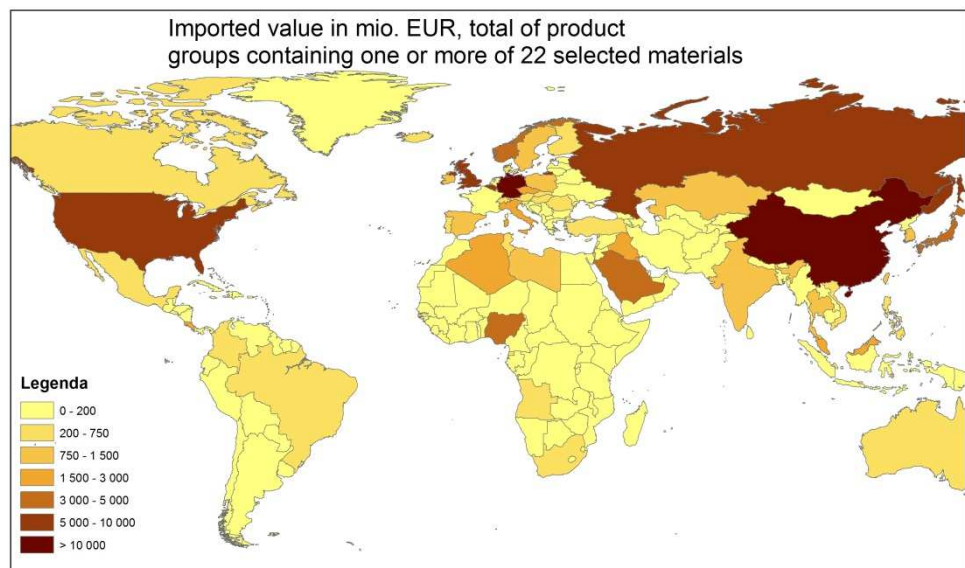 Imported value in mio. EUR, total of product
groups containing one or more of 22 selected materials
Legenda
0 - 200
200 - 750
750 - 1 500
1 500 - 3 000
3 000 - 5 000
5 000 - 10 000
> 10 000